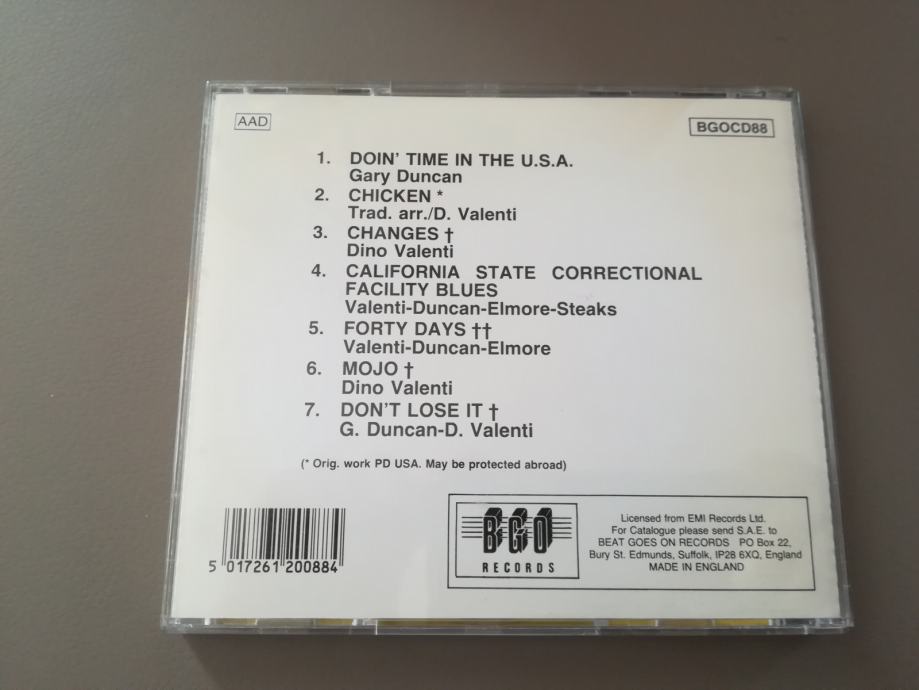 AAD
BGOCD88
1. DOIN' TIME IN THE U.S.A.
Gary Duncan
2. CHICKEN *
Trad. arr./D. Valenti
3. CHANGES †
Dino Valenti
4. CALIFORNIA STATE CORRECTIONAL
FACILITY BLUES
Valenti-Duncan-Elmore-Steaks
5. FORTY DAYS ††
Valenti-Duncan-Elmore
6. MOJO †
Dino Valenti
7. DON'T LOSE IT †
G. Duncan-D. Valenti
(* Orig. work PD USA. May be protected abroad)
5 017261 200884
BGO
RECORDS
Licensed from EMI Records Ltd.
For Catalogue please send S.A.E. to
BEAT GOES ON RECORDS PO Box 22,
Bury St. Edmunds, Suffolk, IP28 6XQ, England
MADE IN ENGLAND